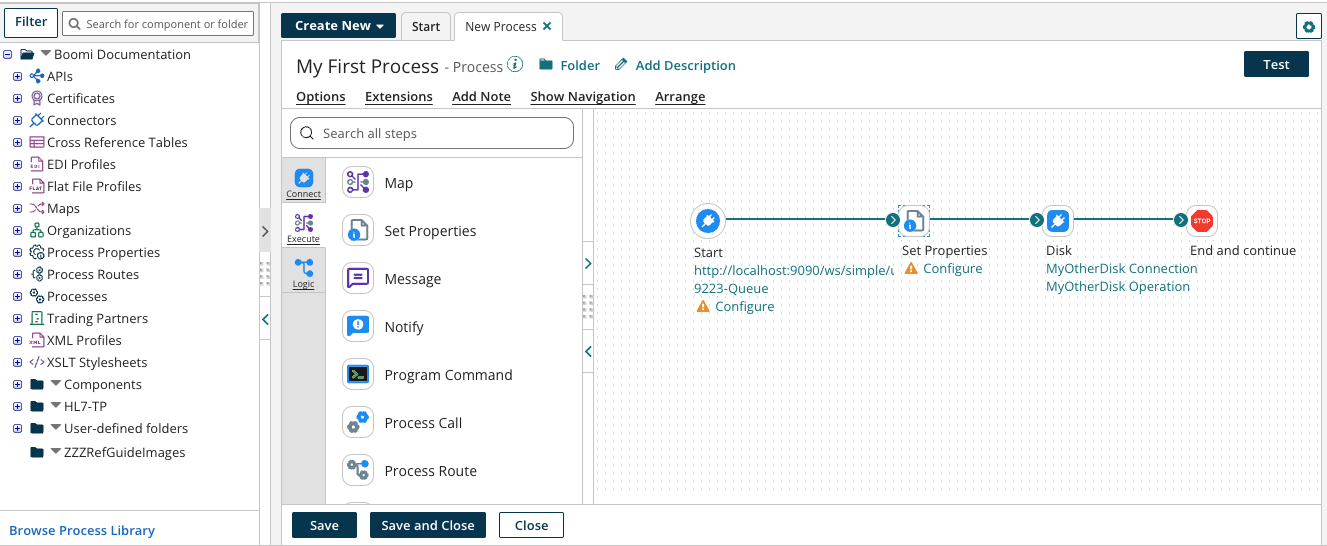 Filter
Search for component or folder
Boomi Documentation
APIs
Certificates
Connectors
Cross Reference Tables
EDI Profiles
Flat File Profiles
Maps
Organizations
Process Properties
Process Routes
Processes
Trading Partners
XML Profiles
XSLT Stylesheets
Components
HL7-TP
User-defined folders
ZZZRefGuideImages
Browse Process Library
Create New
Start
New Process
My First Process - Process
Folder
Add Description
Test
Options
Extensions
Add Note
Show Navigation
Arrange
Search all steps
Connect
Execute
Logic
Map
Set Properties
Message
Notify
Program Command
Process Call
Process Route
Start
http://localhost:9090/ws/simple/u
9223-Queue
Configure
Set Properties
Configure
Disk
MyOtherDisk Connection
MyOtherDisk Operation
STOP
End and continue
Save
Save and Close
Close